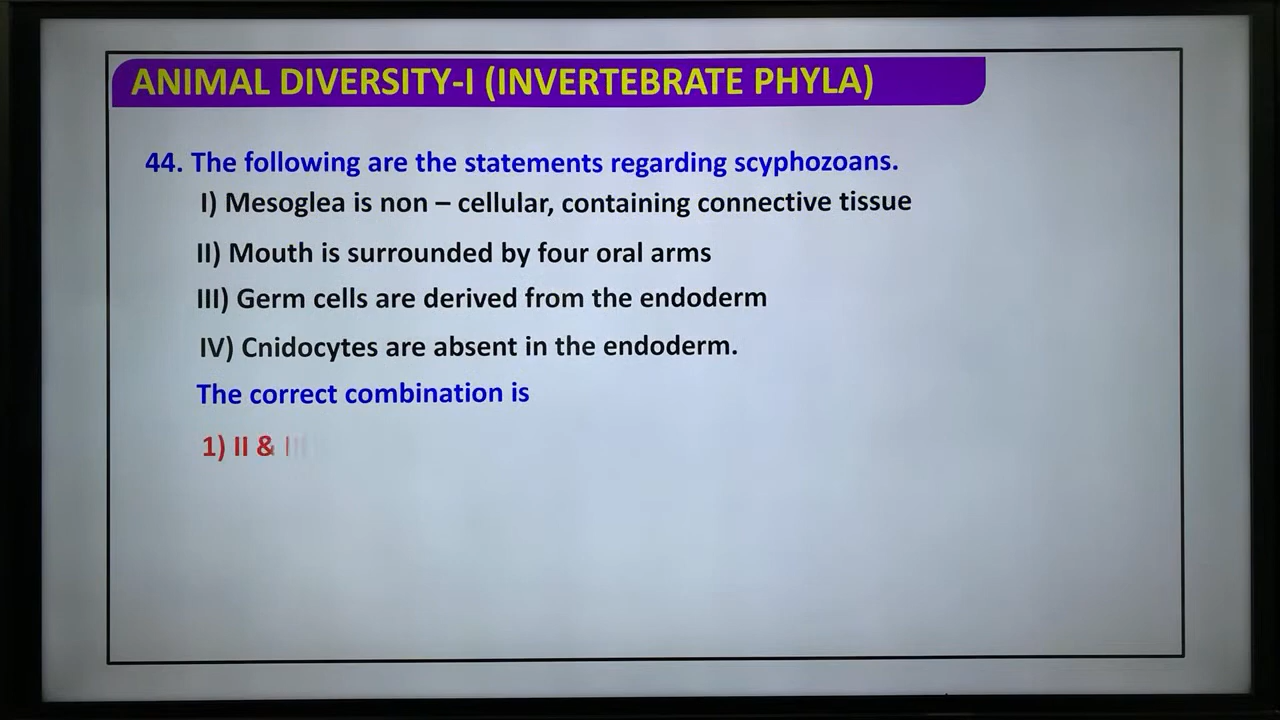 ANIMAL DIVERSITY-I (INVERTEBRATE PHYLA)
44. The following are the statements regarding scyphozoans.
I) Mesoglea is non – cellular, containing connective tissue
II) Mouth is surrounded by four oral arms
III) Germ cells are derived from the endoderm
IV) Cnidocytes are absent in the endoderm.
The correct combination is
1) II &